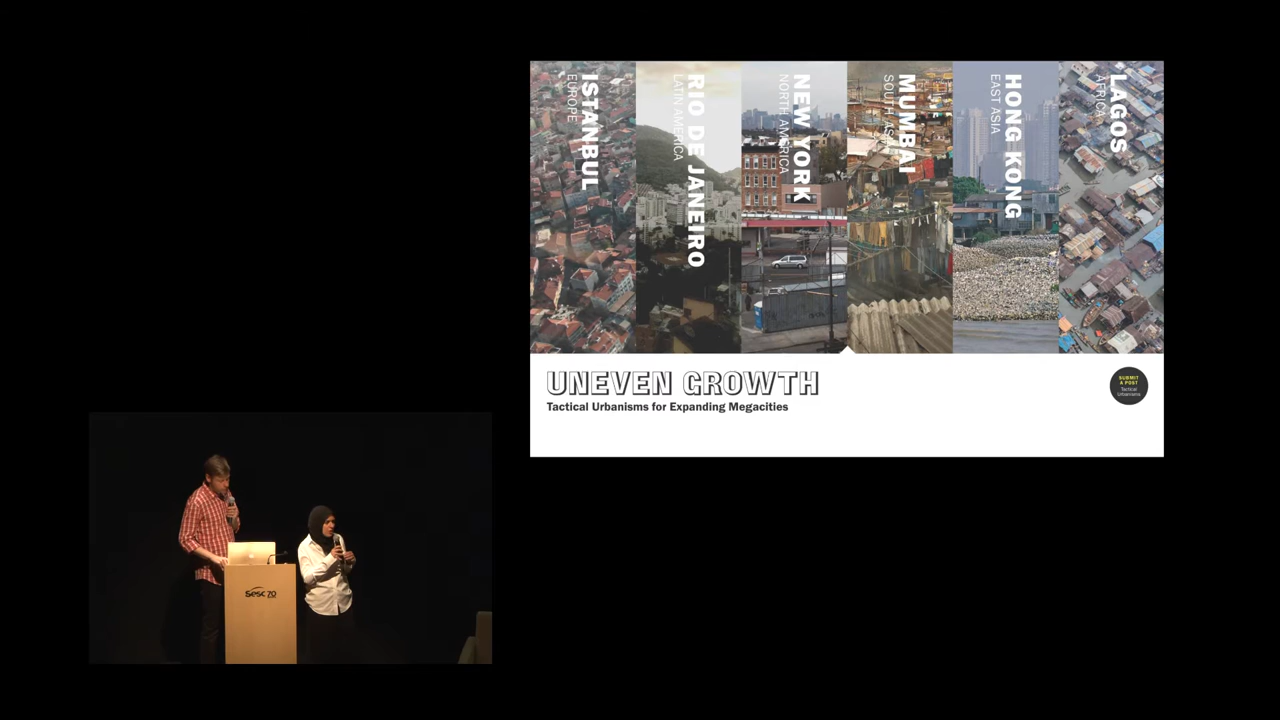 ISTANBUL
EUROPE
RIO DE JANEIRO
LATIN AMERICA
NEW YORK
NORTH AMERICA
MUMBAI
SOUTH ASIA
HONG KONG
EAST ASIA
LAGOS
AFRICA
UNEVEN GROWTH
Tactical Urbanisms for Expanding Megacities
SUBMIT
A POST
Tactical
Urbanisms
Sesc 70